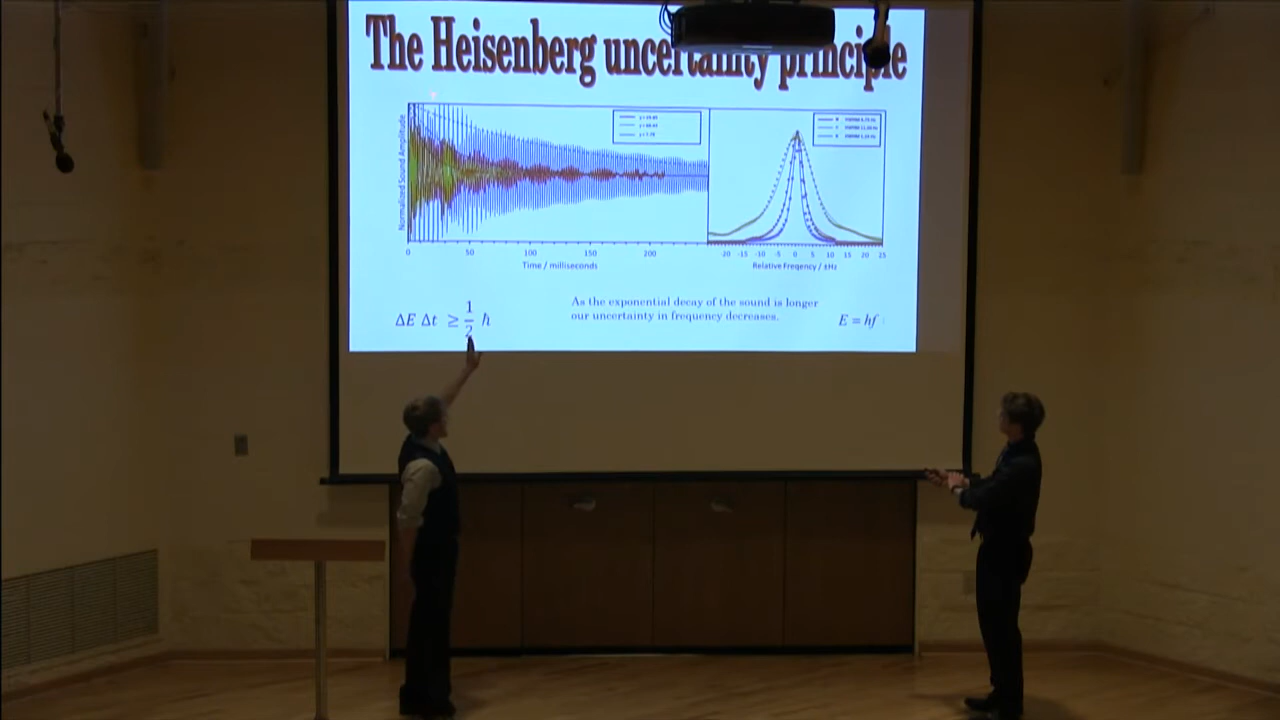 The Heisenberg uncertainty principle
Normalized Sound Amplitude
0 50 100 150 200
Time / milliseconds
-20 -15 -10 -5 0 5 10 15 20 25
Relative Freqency / ±Hz
ΔE Δt ≥ 1/2 ħ
As the exponential decay of the sound is longer
our uncertainty in frequency decreases.
E = hf